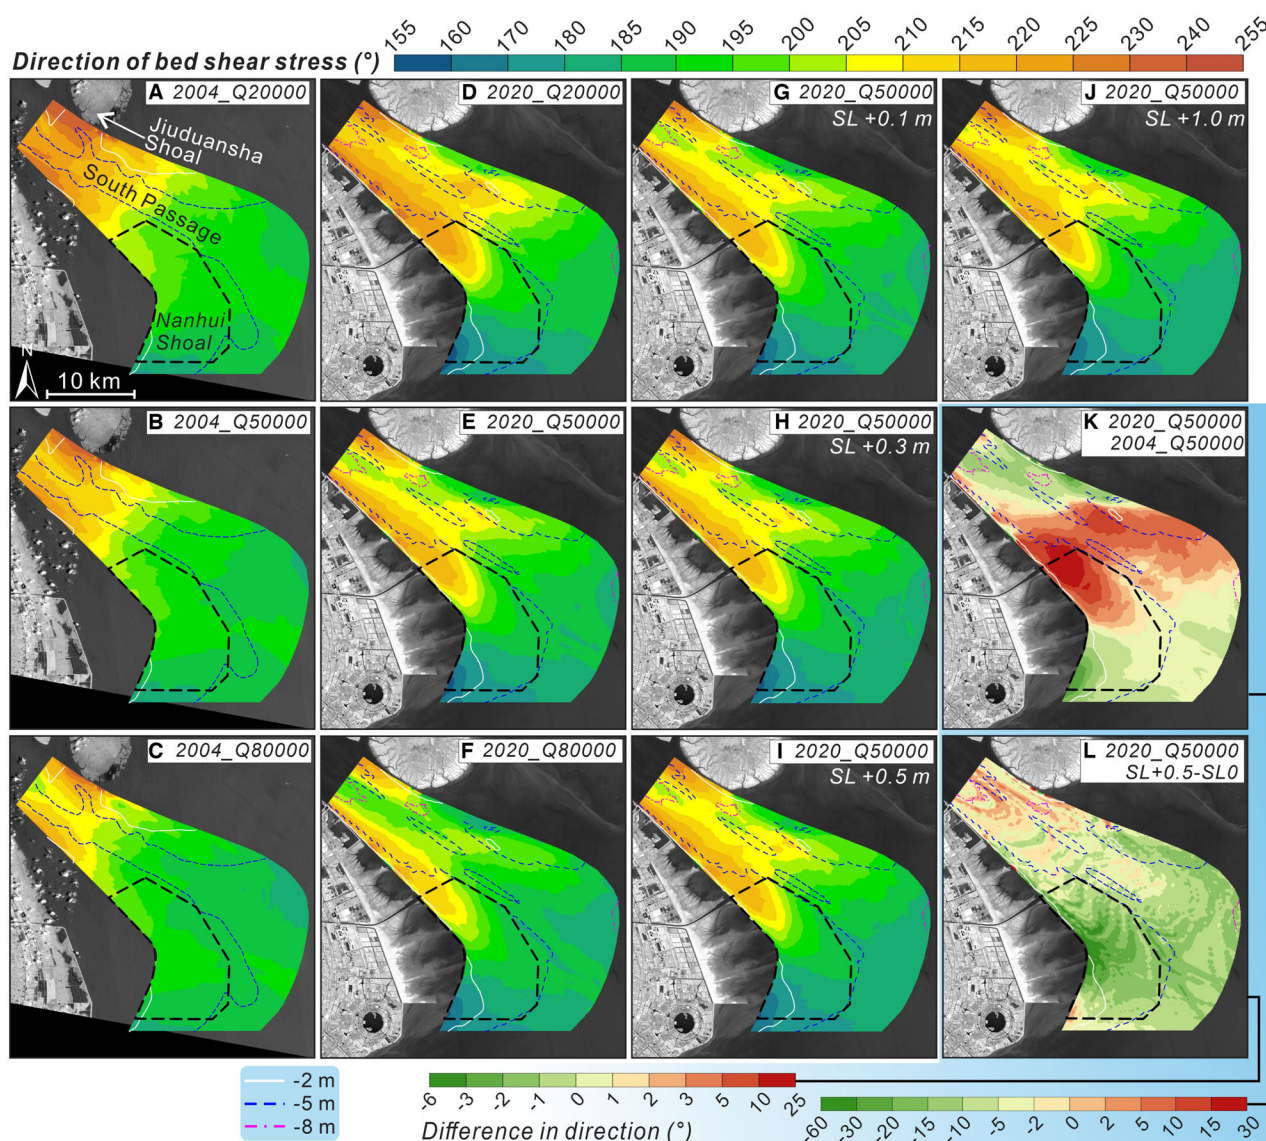 Direction of bed shear stress (°)
155 160 170 180 185 190 195 200 205 210 215 220 225 230 240 255
A 2004_Q20000
Jiuduansha
Shoal
South Passage
Nanhui
Shoal
N
10 km
D 2020_Q20000
G 2020_Q50000
SL +0.1 m
J 2020_Q50000
SL +1.0 m
B 2004_Q50000
E 2020_Q50000
H 2020_Q50000
SL +0.3 m
K 2020_Q50000
2004_Q50000
C 2004_Q80000
F 2020_Q80000
I 2020_Q50000
SL +0.5 m
L 2020_Q50000
SL+0.5-SL0
-2 m
-5 m
-8 m
-6 -3 -2 -1 0 1 2 3 5 10 25
Difference in direction (°)
-60 -30 -20 -15 -10 -5 -2 0 2 5 10 15 30